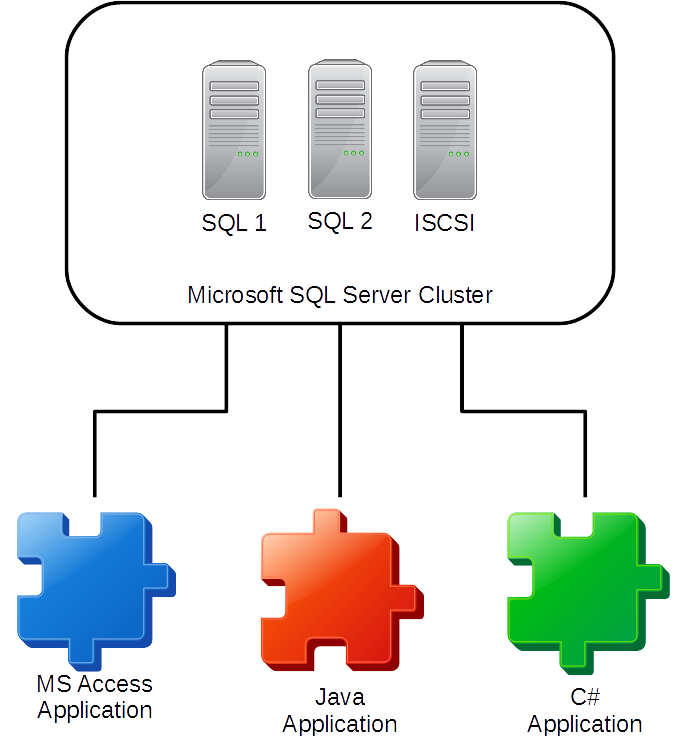 SQL 1
SQL 2
ISCSI
Microsoft SQL Server Cluster
MS Access
Application
Java
Application
C#
Application